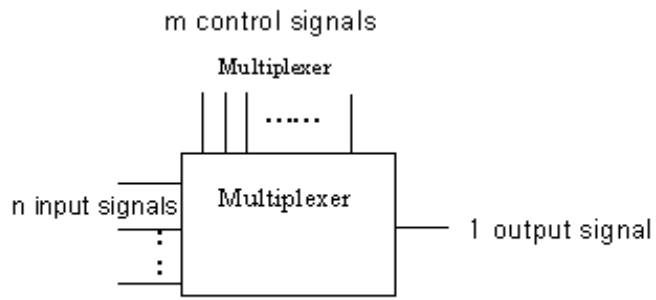 m control signals
Multiplexer
......
n input signals
Multiplexer
1 output signal